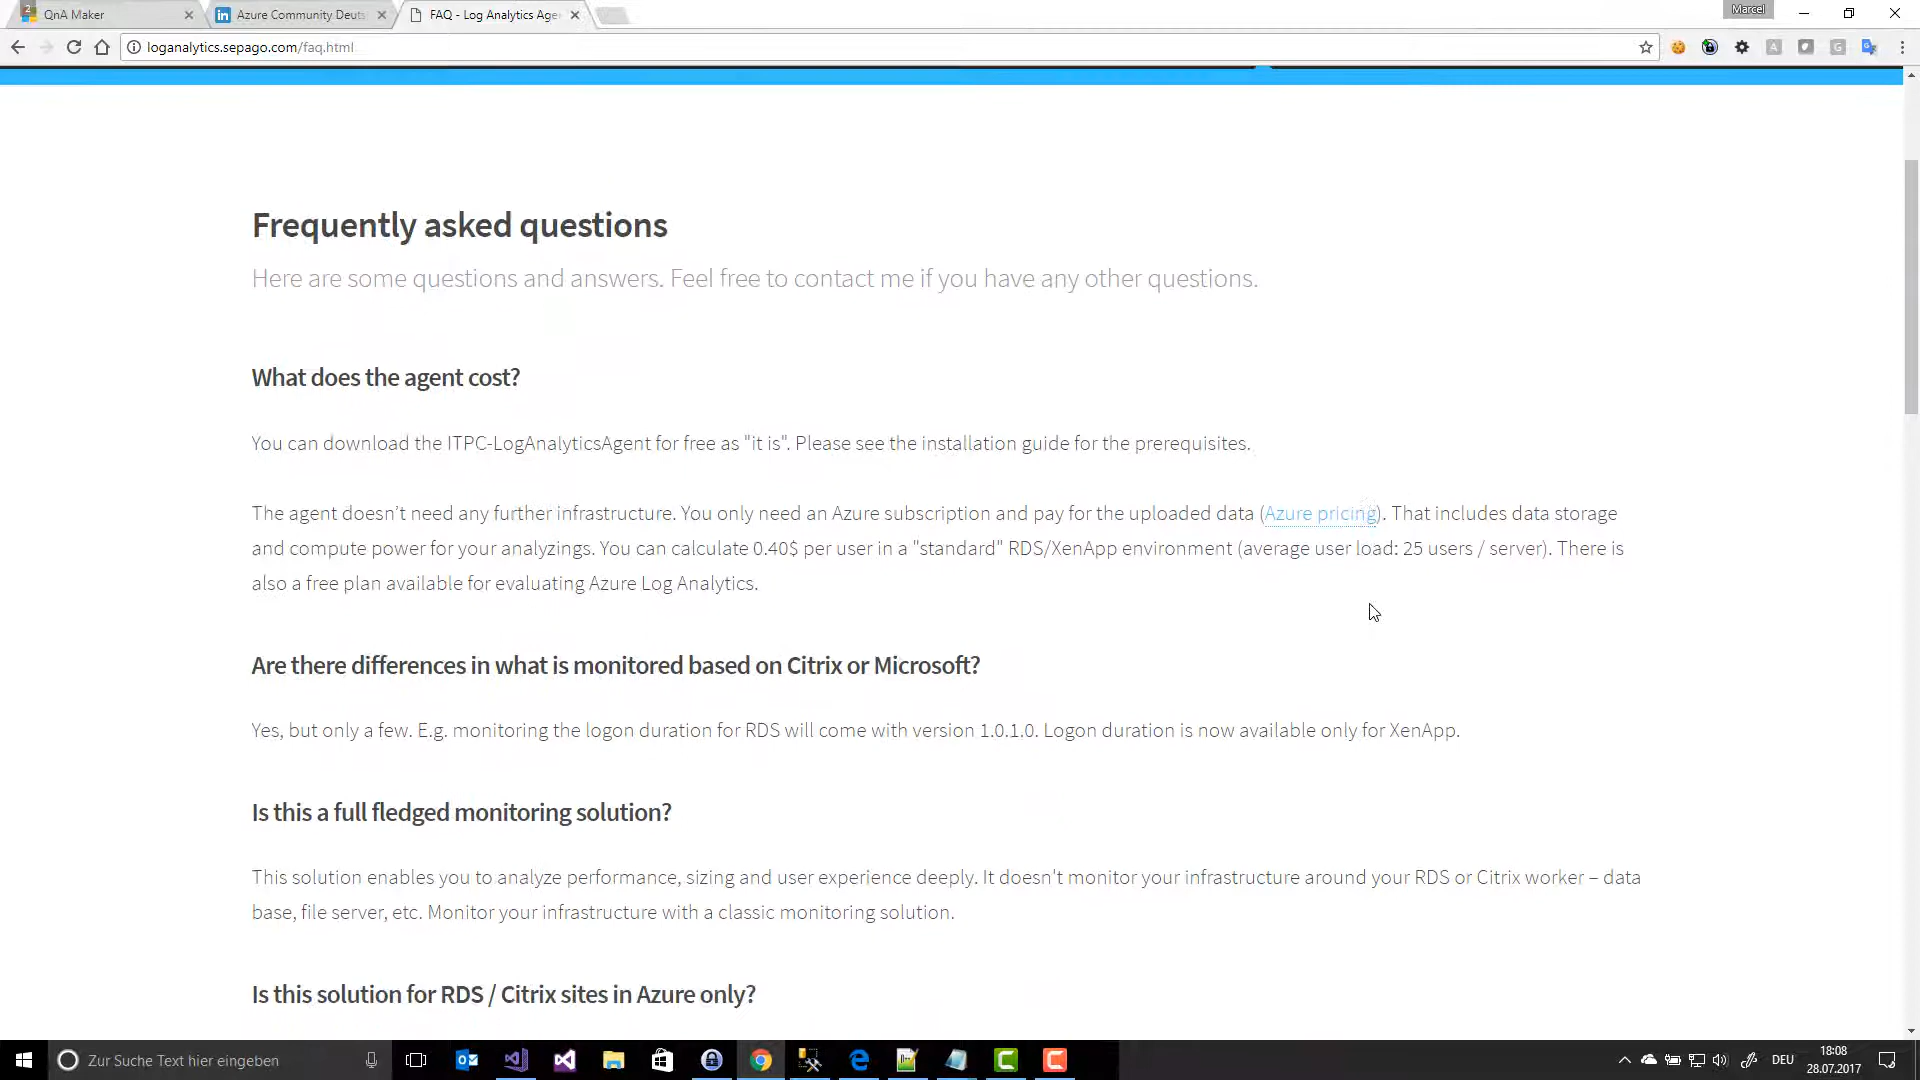 QnA Maker
Azure Community Deuts
FAQ - Log Analytics Age
Marcel
loganalytics.sepago.com/faq.html
Frequently asked questions
Here are some questions and answers. Feel free to contact me if you have any other questions.
What does the agent cost?
You can download the ITPC-LogAnalyticsAgent for free as "it is". Please see the installation guide for the prerequisites.
The agent doesn’t need any further infrastructure. You only need an Azure subscription and pay for the uploaded data (Azure pricing). That includes data storage
and compute power for your analyzings. You can calculate 0.40$ per user in a "standard" RDS/XenApp environment (average user load: 25 users / server). There is
also a free plan available for evaluating Azure Log Analytics.
Are there differences in what is monitored based on Citrix or Microsoft?
Yes, but only a few. E.g. monitoring the logon duration for RDS will come with version 1.0.1.0. Logon duration is now available only for XenApp.
Is this a full fledged monitoring solution?
This solution enables you to analyze performance, sizing and user experience deeply. It doesn't monitor your infrastructure around your RDS or Citrix worker – data
base, file server, etc. Monitor your infrastructure with a classic monitoring solution.
Is this solution for RDS / Citrix sites in Azure only?
Zur Suche Text hier eingeben
DEU
18:08
28.07.2017